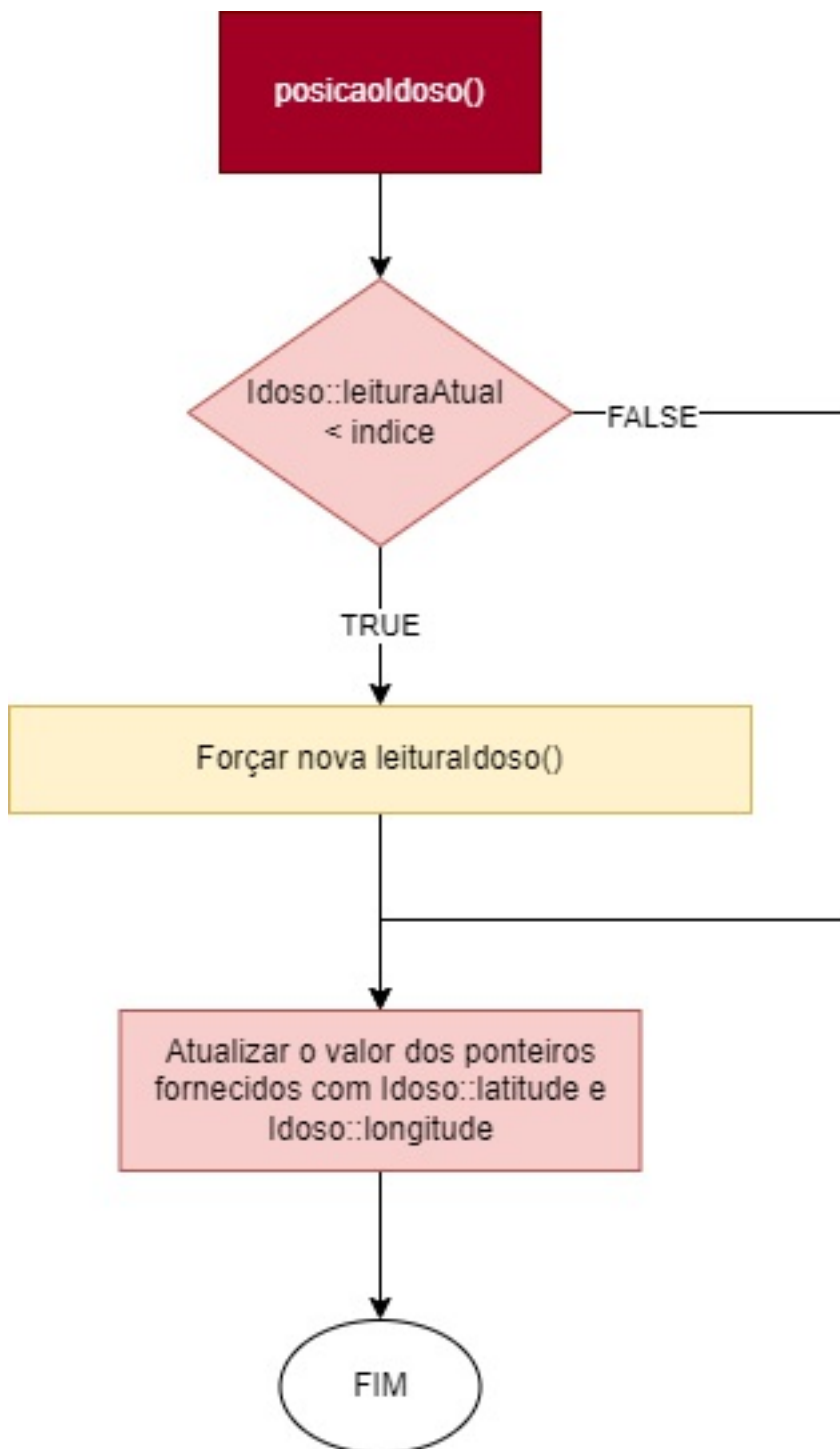 posicaoIdoso()
Idoso::leituraAtual
< indice
FALSE
TRUE
Forçar nova leituraIdoso()
Atualizar o valor dos ponteiros
fornecidos com Idoso::latitude e
Idoso::longitude
FIM